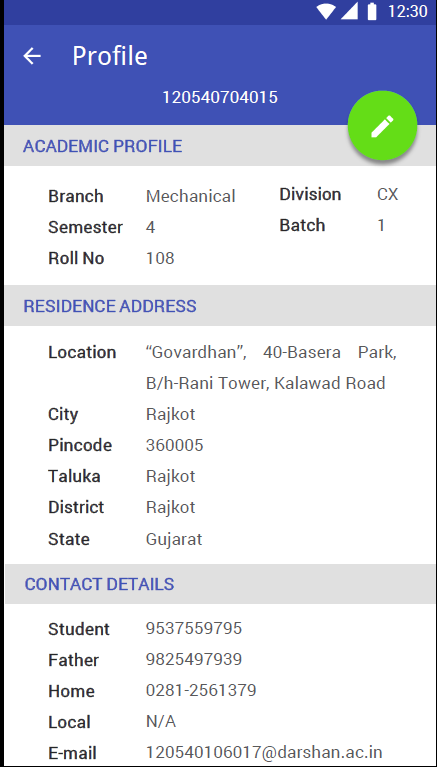 12:30
Profile
120540704015
ACADEMIC PROFILE
Branch Mechanical Division CX
Semester 4 Batch 1
Roll No 108
RESIDENCE ADDRESS
Location “Govardhan”, 40-Basera Park,
B/h-Rani Tower, Kalawad Road
City Rajkot
Pincode 360005
Taluka Rajkot
District Rajkot
State Gujarat
CONTACT DETAILS
Student 9537559795
Father 9825497939
Home 0281-2561379
Local N/A
E-mail 120540106017@darshan.ac.in